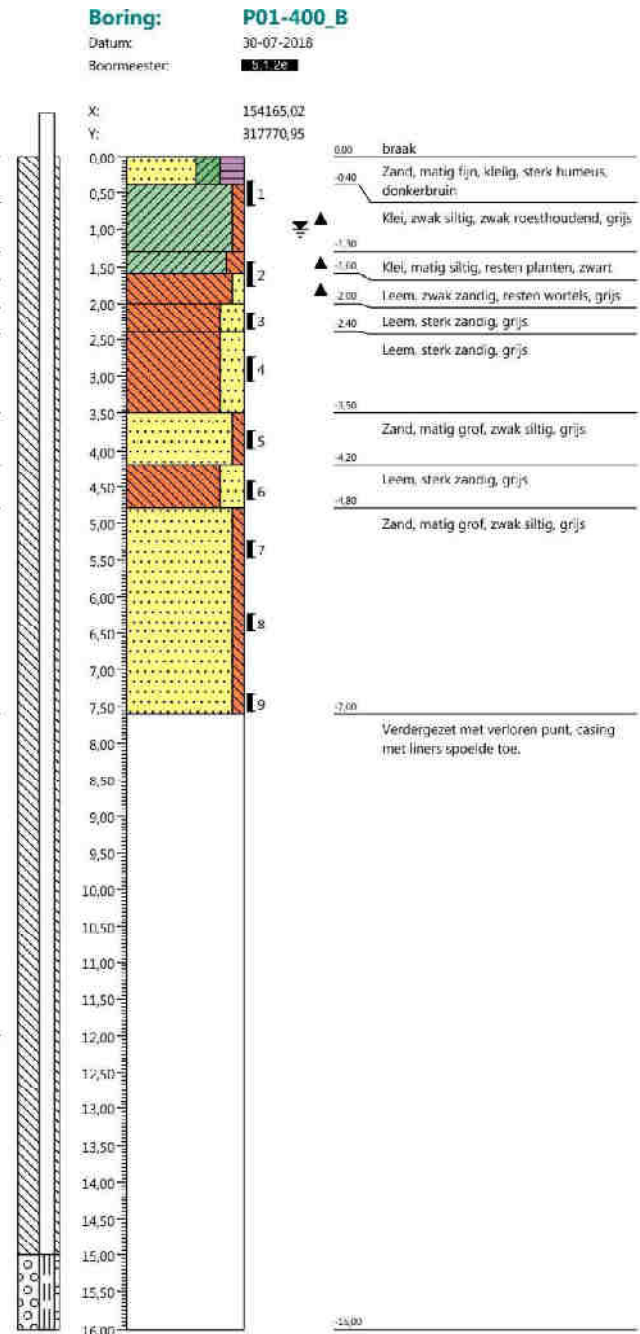 Boring: P01-400_B
Datum: 30-07-2018
Boormeester: 5.1.2e
X: 154165,02
Y: 317770,95
0,00
0,50
1,00
1,50
2,00
2,50
3,00
3,50
4,00
4,50
5,00
5,50
6,00
6,50
7,00
7,50
8,00
8,50
9,00
9,50
10,00
10,50
11,00
11,50
12,00
12,50
13,00
13,50
14,00
14,50
15,00
15,50
16,00
1
2
3
4
5
6
7
8
9
0,00 braak
Zand, matig fijn, kleiïg, sterk humeus,
donkerbruin
-0,40
Klei, zwak siltig, zwak roesthoudend, grijs
-1,30
Klei, matig siltig, resten planten, zwart
-1,60
Leem, zwak zandig, resten wortels, grijs
-2,00
Leem, sterk zandig, grijs
-2,40
Leem, sterk zandig, grijs
-3,50
Zand, matig grof, zwak siltig, grijs
-4,20
Leem, sterk zandig, grijs
-4,80
Zand, matig grof, zwak siltig, grijs
Verdergezet met verloren punt, casing
met liners spoelde toe.